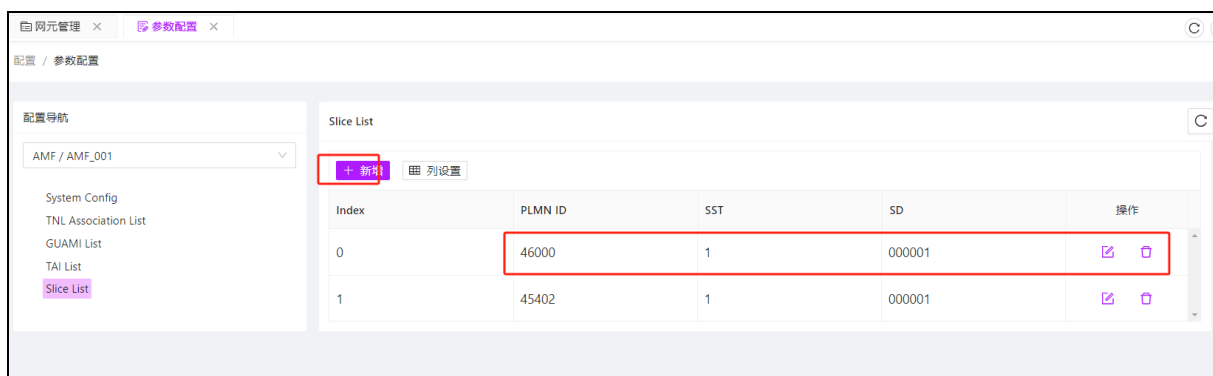 网元管理 参数配置
配置 / 参数配置
配置导航
Slice List
AMF / AMF_001
+ 新增 列设置
System Config
TNL Association List
GUAMI List
TAI List
Slice List
Index PLMN ID SST SD 操作
0 46000 1 000001
1 45402 1 000001